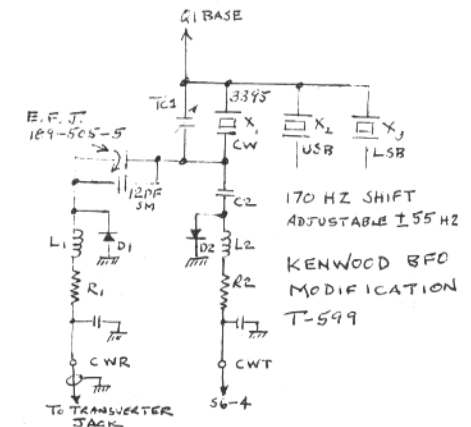 Q1 BASE
TC1
3395
E.F.J.
189-505-5
X1
CW
X2
USB
X3
LSB
12PF
SM
C2
170 HZ SHIFT
ADJUSTABLE ± 55 HZ
L1
D1
D2
L2
KENWOOD BFO
MODIFICATION
T-599
R1
R2
CWR
CWT
TO TRANSVERTER
JACK
S6-4